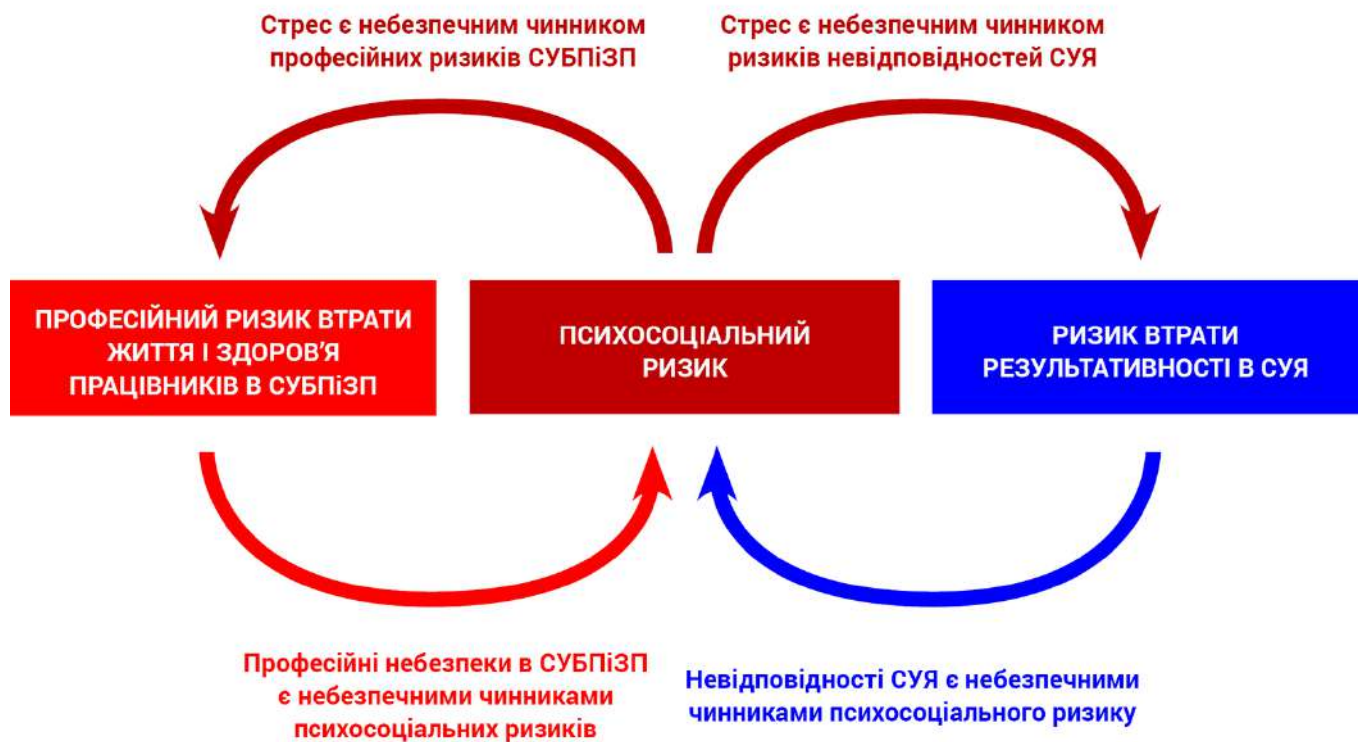 Стрес є небезпечним чинником
професійних ризиків СУБПіЗП
Стрес є небезпечним чинником
ризиків невідповідностей СУЯ
ПРОФЕСІЙНИЙ РИЗИК ВТРАТИ
ЖИТТЯ І ЗДОРОВ'Я
ПРАЦІВНИКІВ В СУБПіЗП
ПСИХОСОЦІАЛЬНИЙ
РИЗИК
РИЗИК ВТРАТИ
РЕЗУЛЬТАТИВНОСТІ В СУЯ
Професійні небезпеки в СУБПіЗП
є небезпечними чинниками
психосоціальних ризиків
Невідповідності СУЯ є небезпечними
чинниками психосоціального ризику